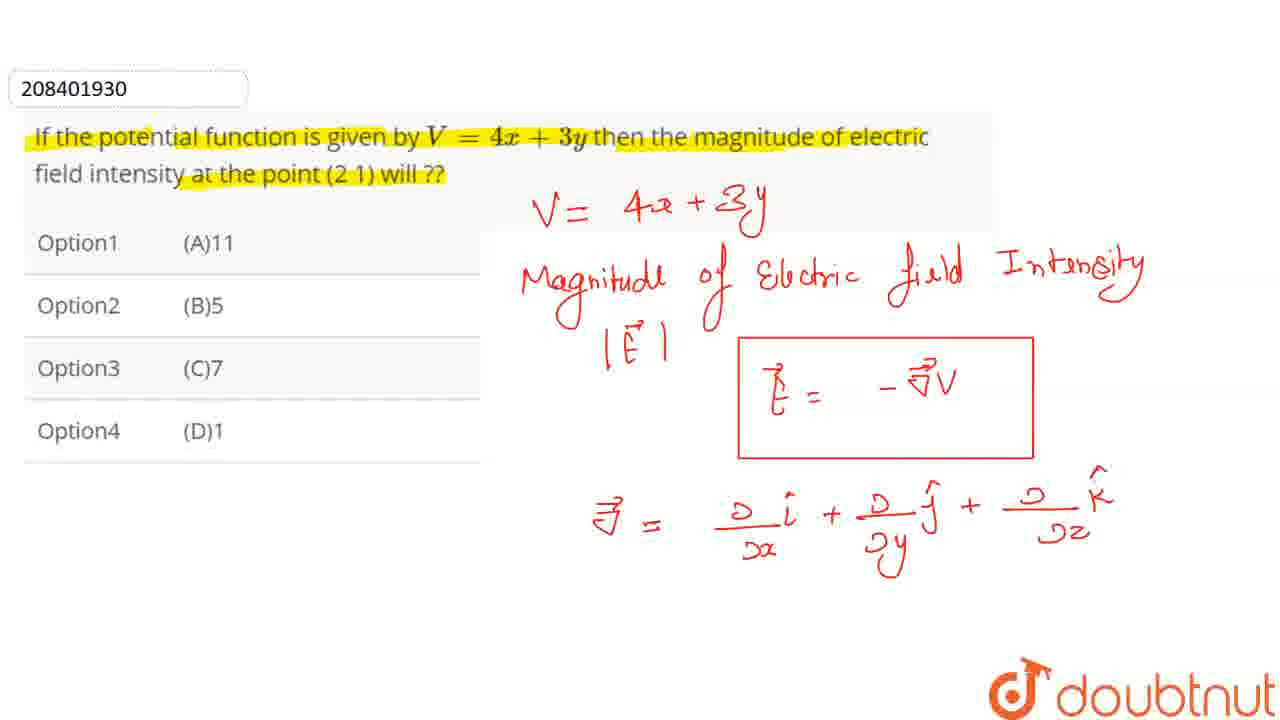 208401930
If the potential function is given by V = 4x + 3y then the magnitude of electric
field intensity at the point (2 1) will ??
Option1 (A)11
Option2 (B)5
Option3 (C)7
Option4 (D)1
V = 4x + 3y
Magnitude of Electric field Intensity
|E⃗|
E⃗ = - ∇⃗V
∇⃗ = ∂/∂x î + ∂/∂y ĵ + ∂/∂z k̂
doubtnut